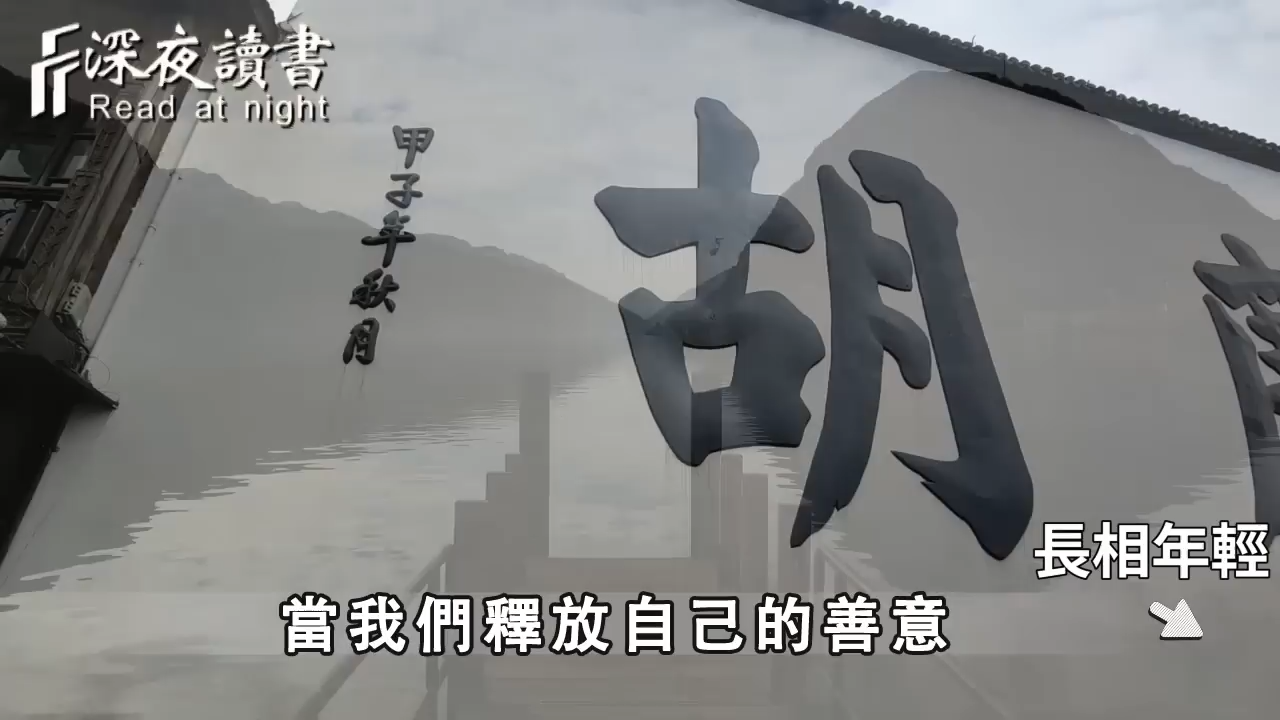 深夜讀書
Read at night
甲子年秋月
胡
長相年輕
當我們釋放自己的善意